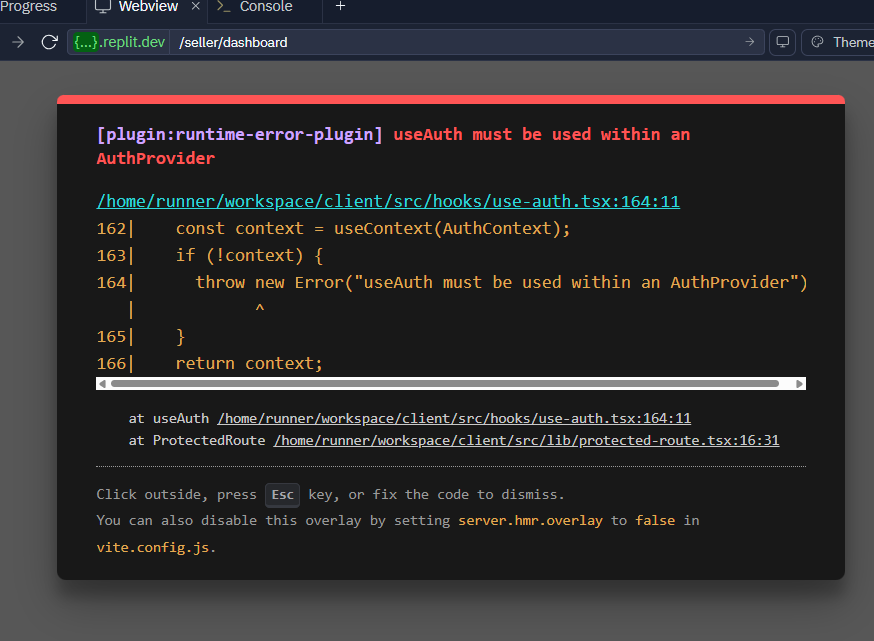 Progress Webview × Console +
{...}.replit.dev /seller/dashboard Theme
[plugin:runtime-error-plugin] useAuth must be used within an
AuthProvider
/home/runner/workspace/client/src/hooks/use-auth.tsx:164:11
162|    const context = useContext(AuthContext);
163|    if (!context) {
164|      throw new Error("useAuth must be used within an AuthProvider")
   |            ^
165|    }
166|    return context;
at useAuth /home/runner/workspace/client/src/hooks/use-auth.tsx:164:11
at ProtectedRoute /home/runner/workspace/client/src/lib/protected-route.tsx:16:31
Click outside, press Esc key, or fix the code to dismiss.
You can also disable this overlay by setting server.hmr.overlay to false in
vite.config.js.